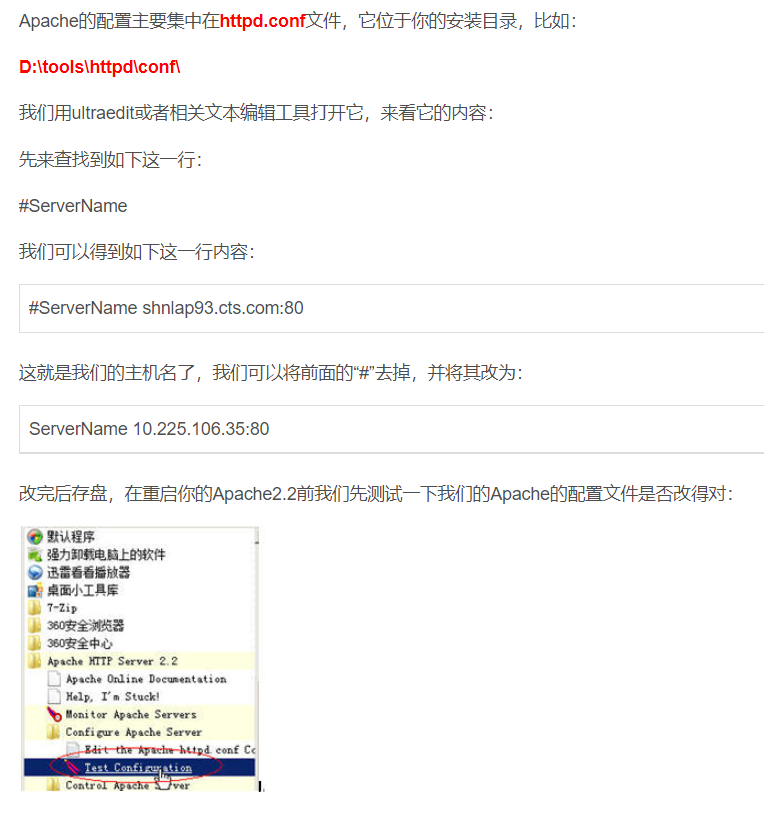 Apache的配置主要集中在httpd.conf文件，它位于你的安装目录，比如：
D:\tools\httpd\conf\
我们用ultraedit或者相关文本编辑工具打开它，来看它的内容：
先来查找到如下这一行：
#ServerName
我们可以得到如下这一行内容：
#ServerName shnlap93.cts.com:80
这就是我们的主机名了，我们可以将前面的“#”去掉，并将其改为：
ServerName 10.225.106.35:80
改完后存盘，在重启你的Apache2.2前我们先测试一下我们的Apache的配置文件是否改得对：
默认程序
强力卸载电脑上的软件
迅雷看看播放器
桌面小工具库
7-Zip
360安全浏览器
360安全中心
Apache HTTP Server 2.2
Apache Online Documentation
Help, I'm Stuck!
Monitor Apache Servers
Configure Apache Server
Edit the Apache httpd.conf Co
Test Configuration
Control Apache Server